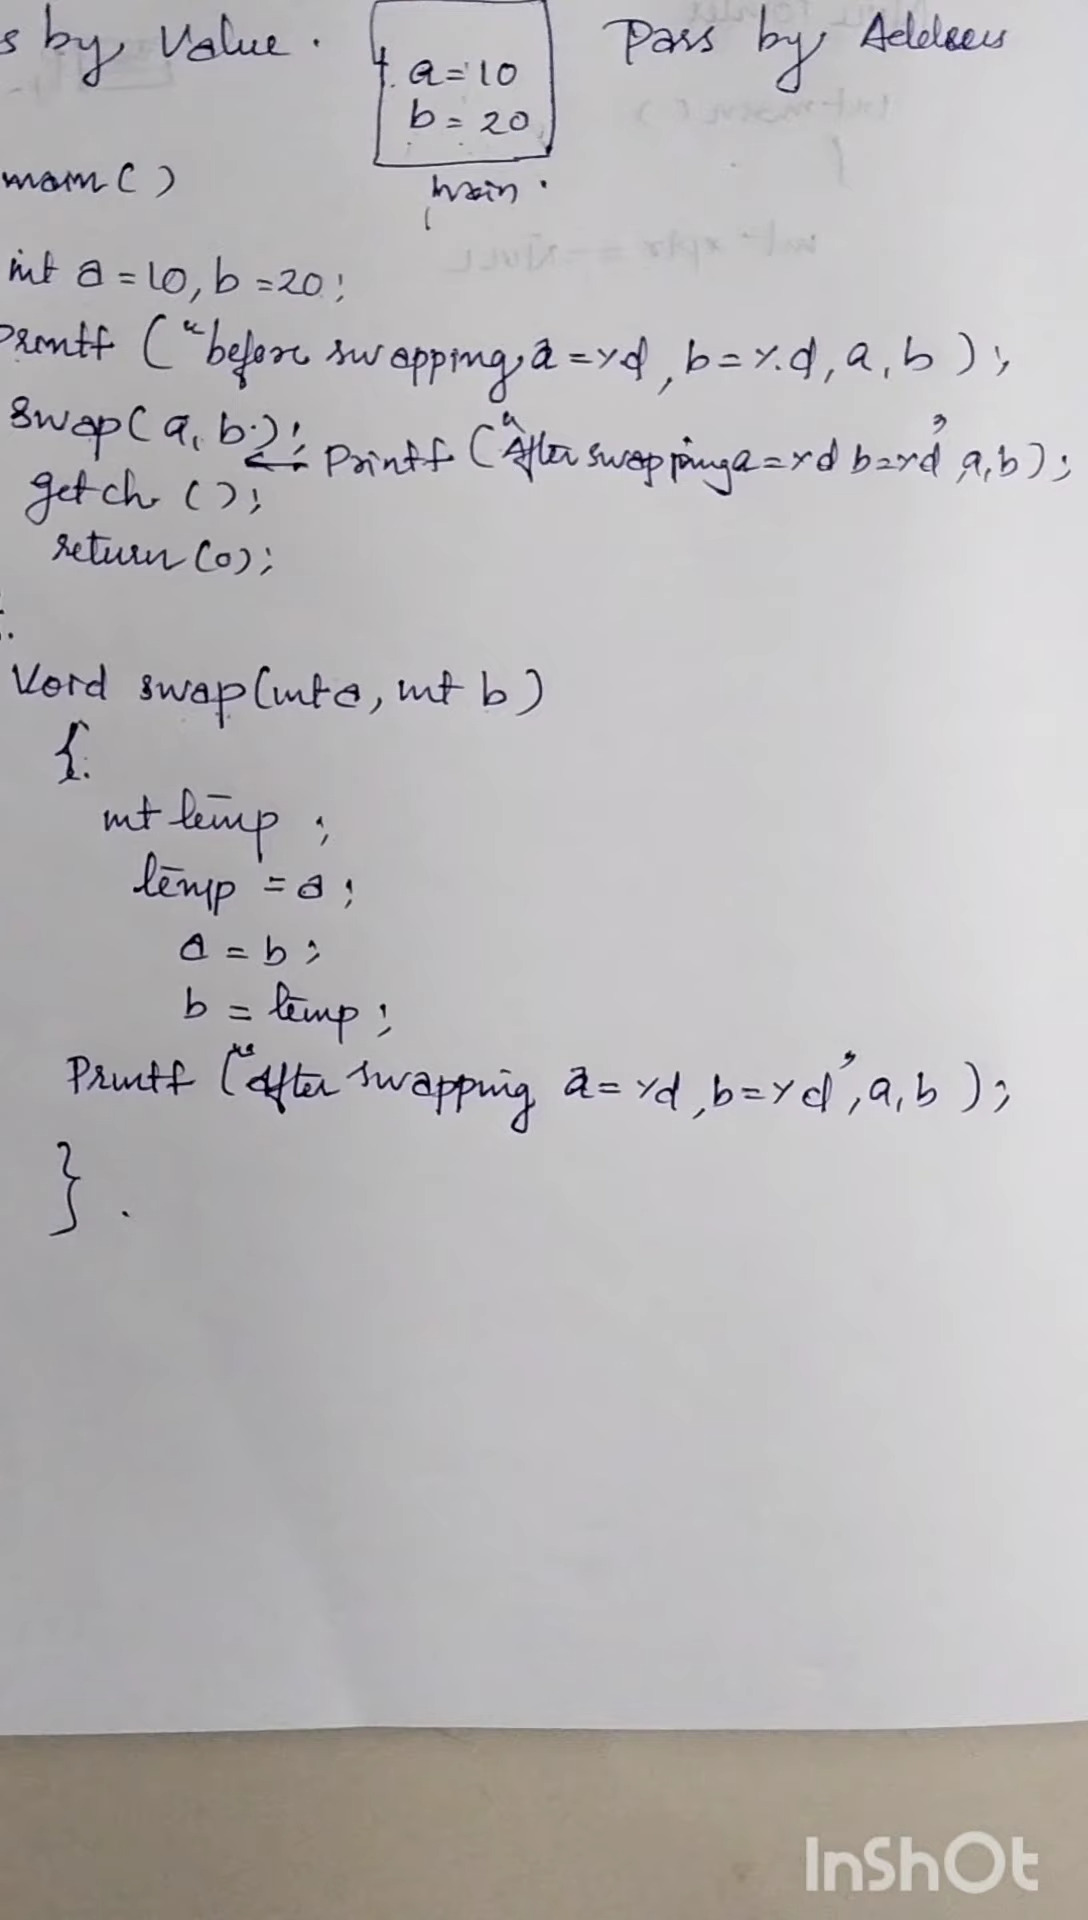 s by Value.
Pass by Address
a = 10
b = 20
main.
main ( )
int a = 10, b = 20;
printf ( "before swapping a = %d, b = %.d, a, b );
swap( a, b );
printf ( "After swapping a = %d b = %d" a, b );
getch ( );
return (0);
Void swap(int a, int b )
{
int temp ;
temp = a ;
a = b ;
b = temp ;
Printf ( "After swapping a = %d, b = %d", a, b );
}.
InShOt